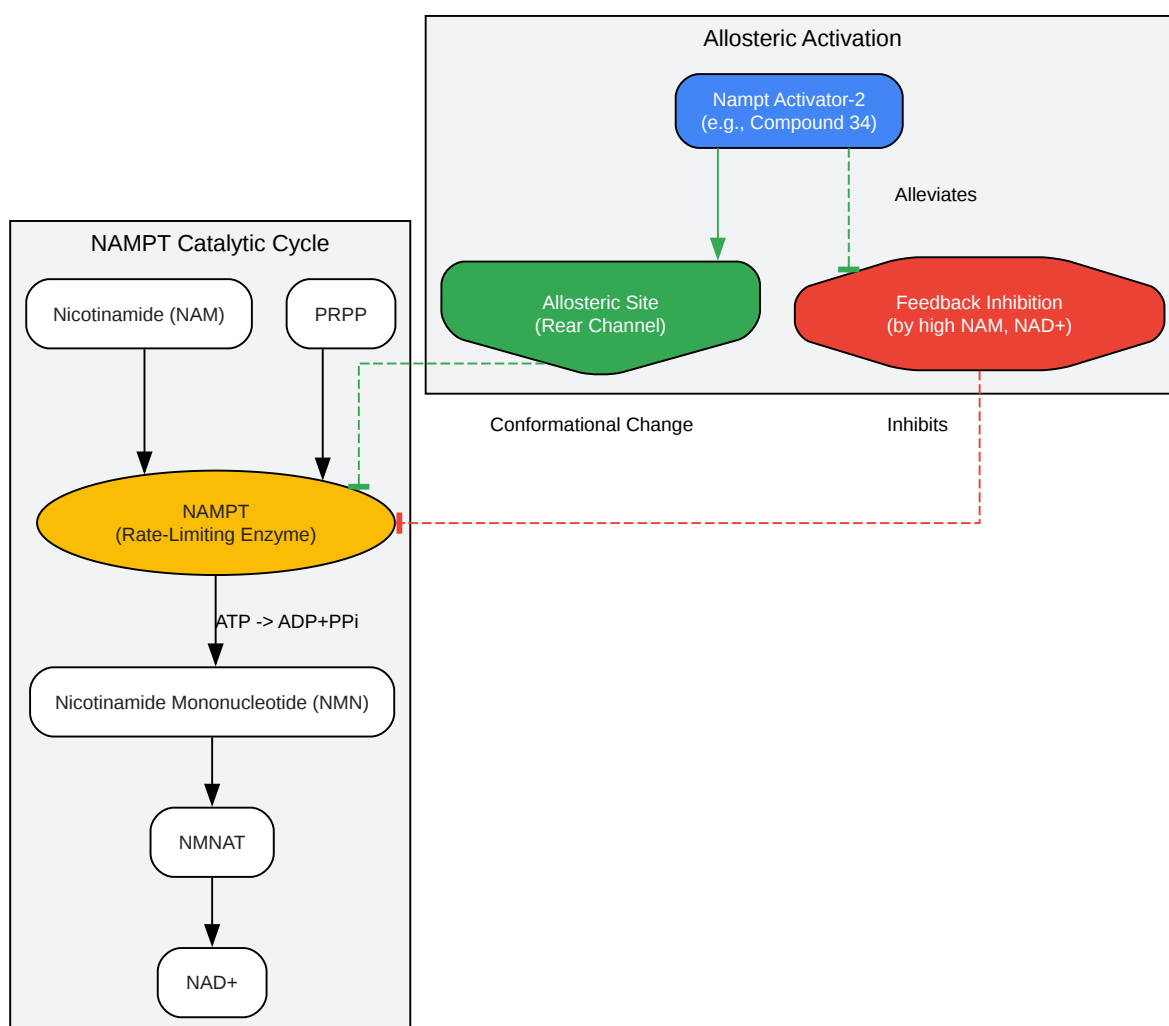 Allosteric Activation
Nampt Activator-2
(e.g., Compound 34)
Alleviates
NAMPT Catalytic Cycle
Nicotinamide (NAM)
PRPP
Allosteric Site
(Rear Channel)
Feedback Inhibition
(by high NAM, NAD+)
Conformational Change
Inhibits
NAMPT
(Rate-Limiting Enzyme)
ATP -> ADP+PPi
Nicotinamide Mononucleotide (NMN)
NMNAT
NAD+